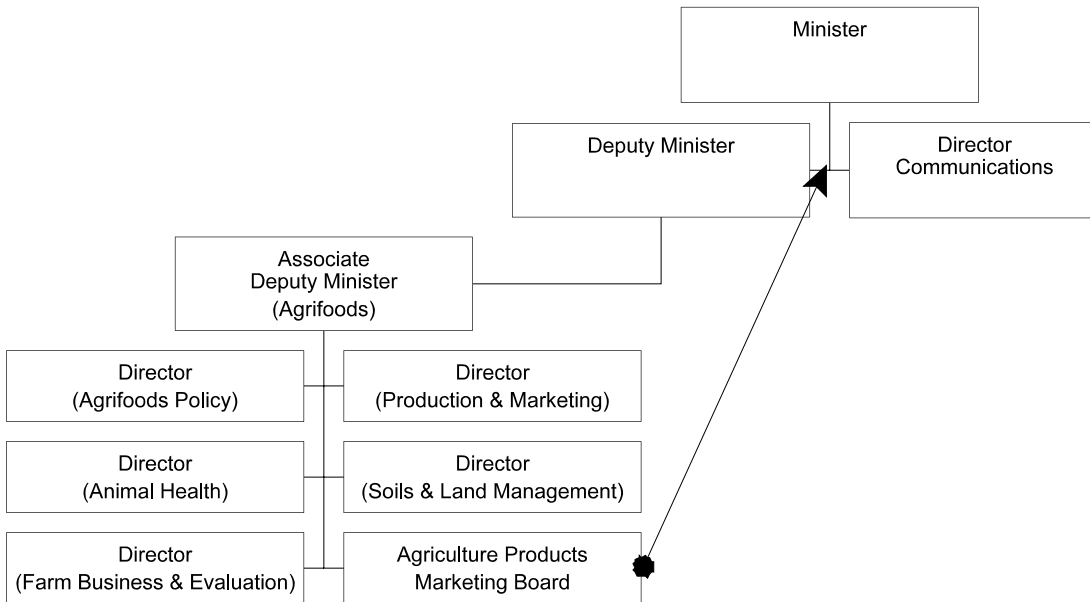 Minister
Deputy Minister
Director
Communications
Associate
Deputy Minister
(Agrifoods)
Director
(Agrifoods Policy)
Director
(Production & Marketing)
Director
(Animal Health)
Director
(Soils & Land Management)
Director
(Farm Business & Evaluation)
Agriculture Products
Marketing Board